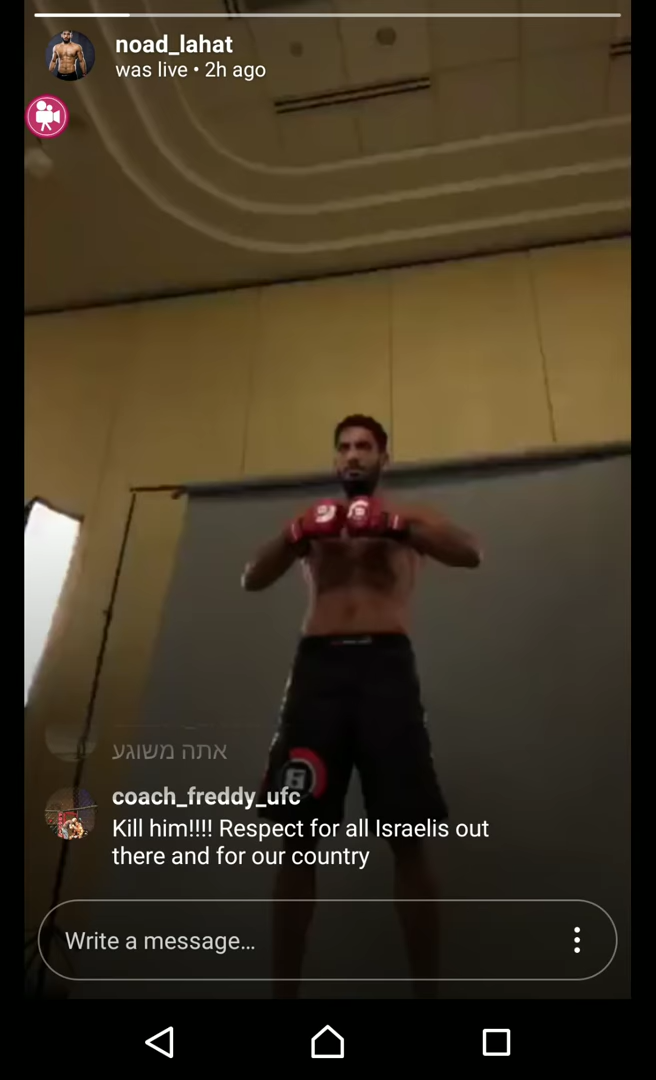 noad_lahat
was live • 2h ago
אתה משוגע
coach_freddy_ufc
Kill him!!!! Respect for all Israelis out
there and for our country
Write a message...